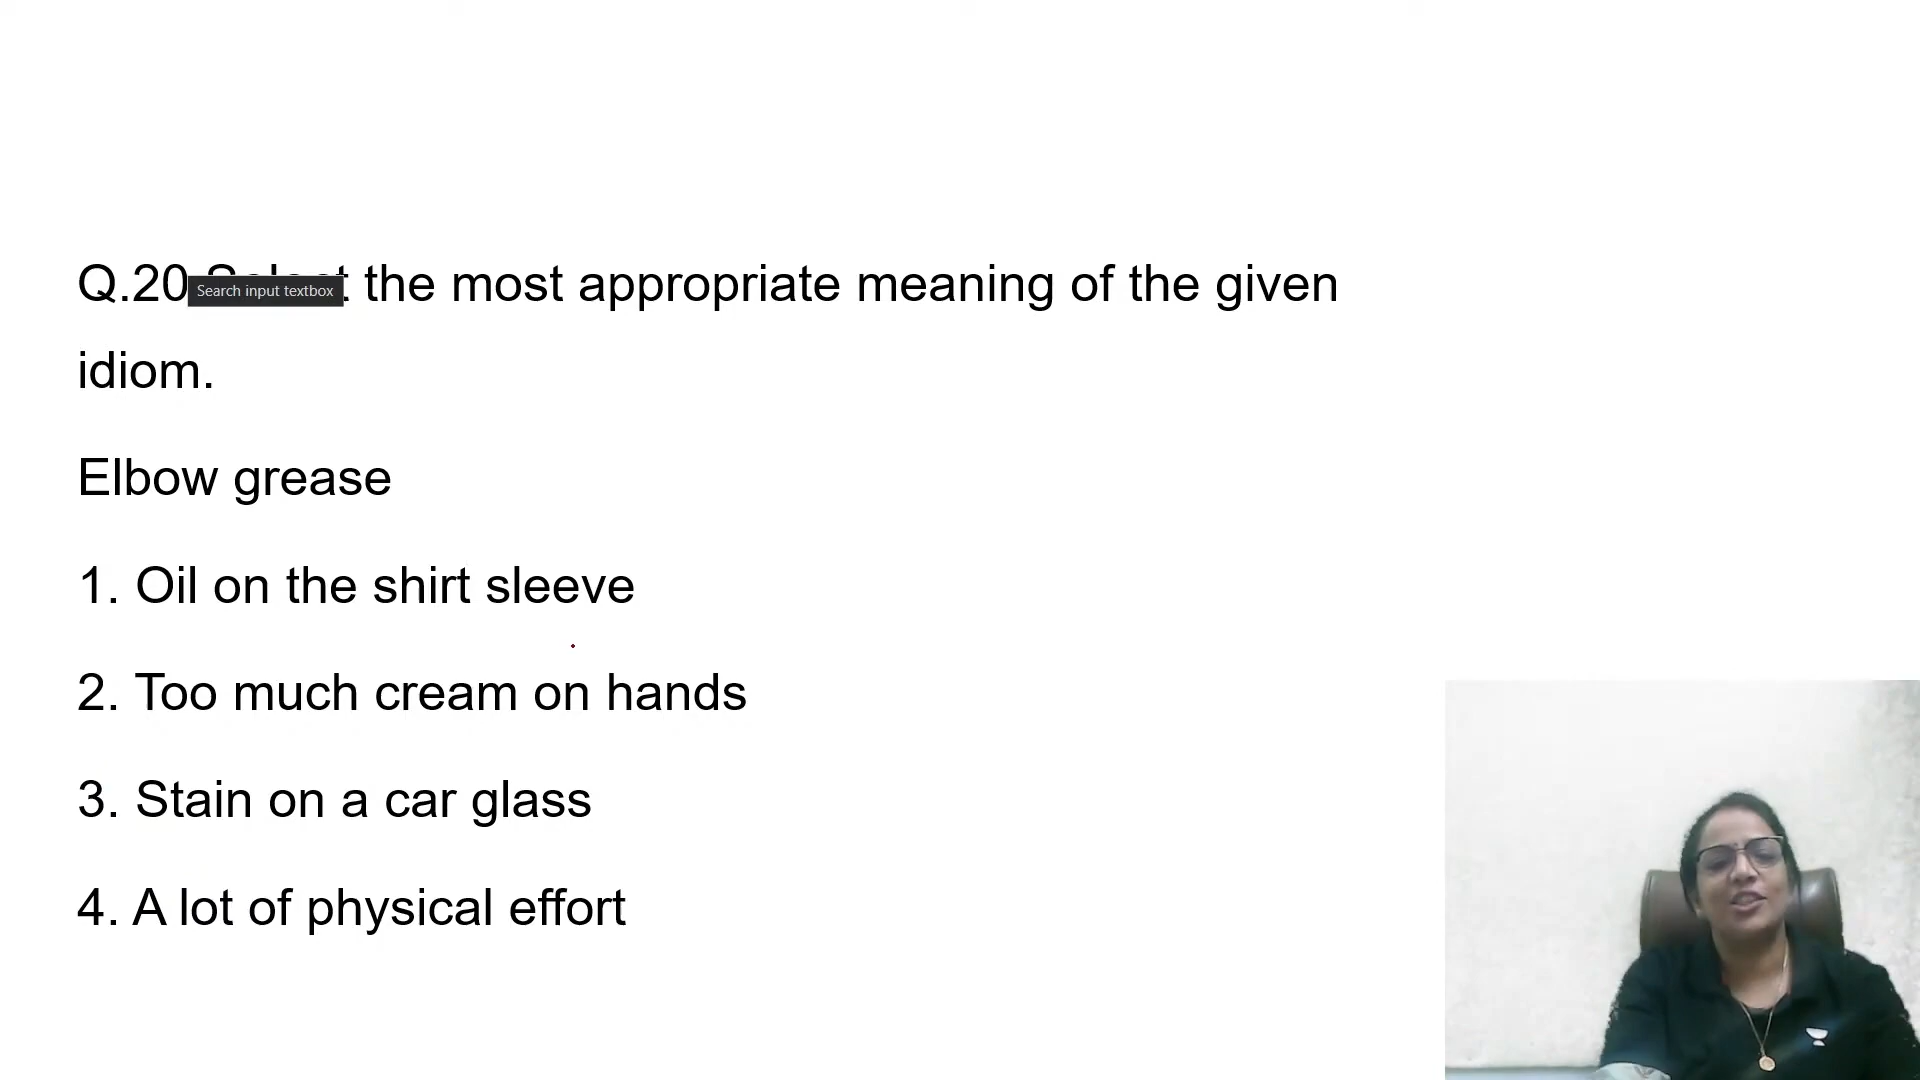 Q.20 Select the most appropriate meaning of the given
Search input textbox
idiom.
Elbow grease
1. Oil on the shirt sleeve
2. Too much cream on hands
3. Stain on a car glass
4. A lot of physical effort